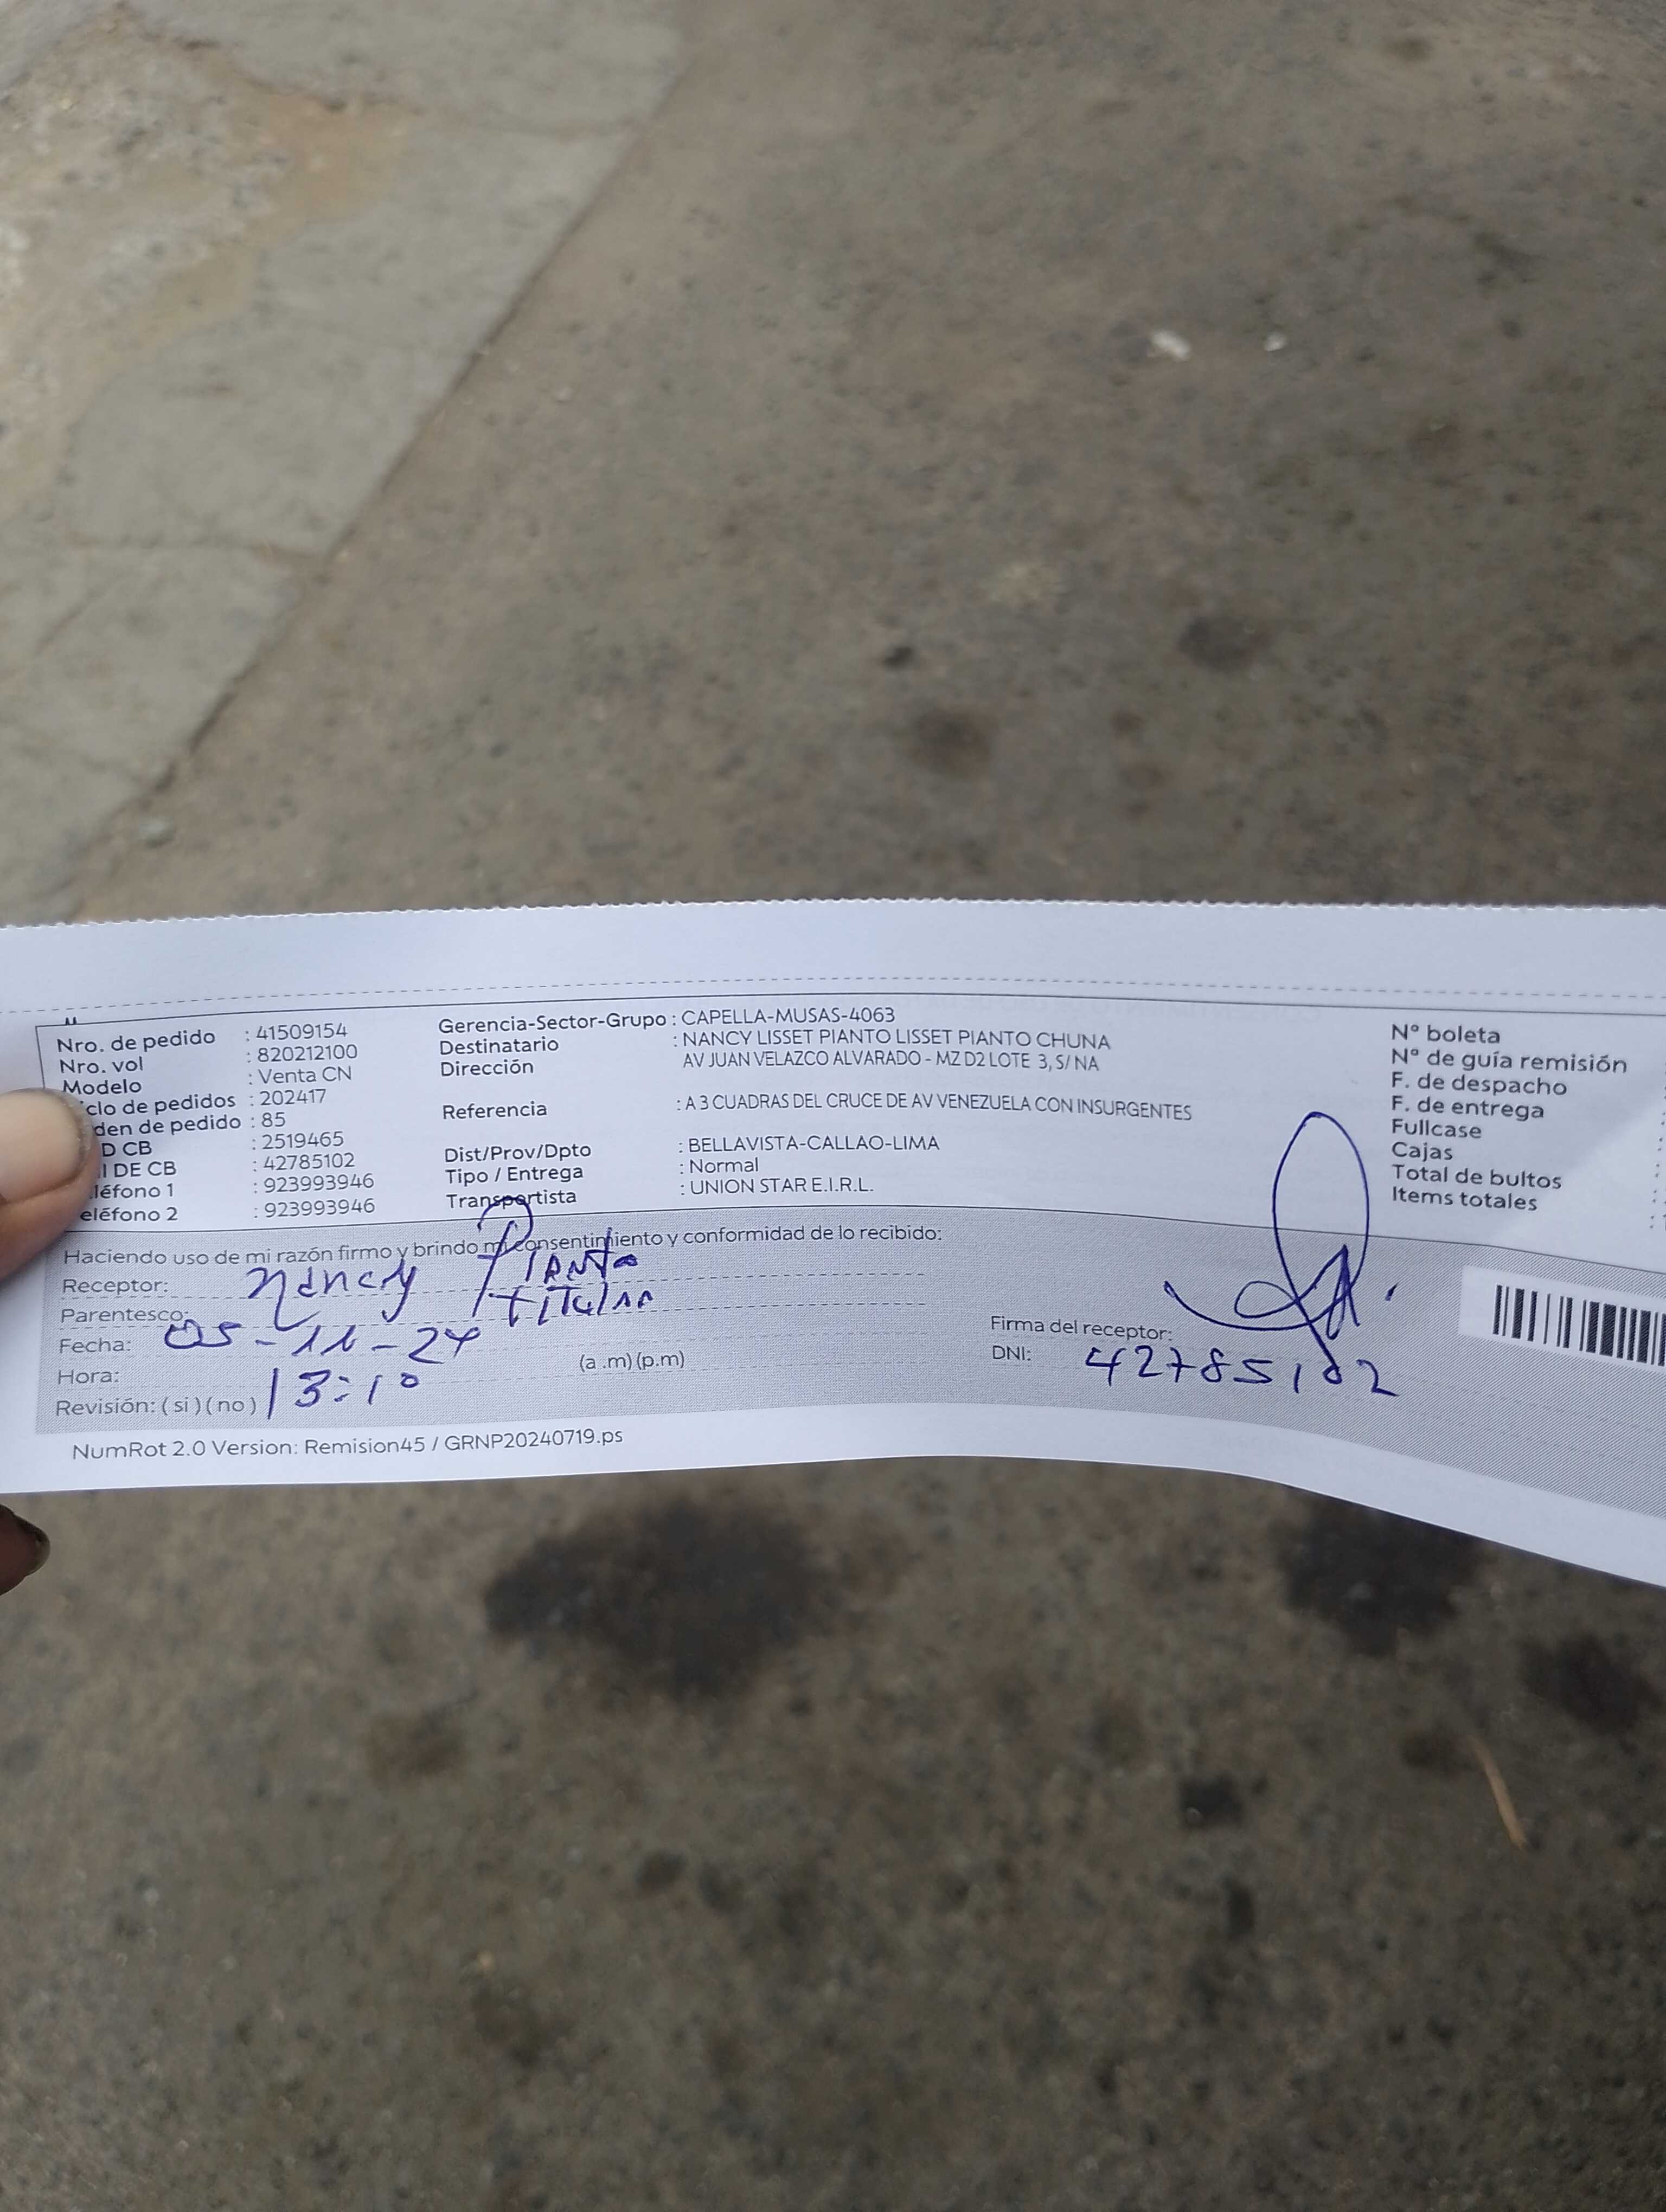 Nro. de pedido : 41509154
Nro. vol : 820212100
Modelo : Venta CN
clo de pedidos : 202417
den de pedido : 85
D CB : 2519465
I DE CB : 42785102
léfono 1 : 923993946
eléfono 2 : 923993946
Gerencia-Sector-Grupo : CAPELLA-MUSAS-4063
Destinatario : NANCY LISSET PIANTO LISSET PIANTO CHUNA
Dirección AV JUAN VELAZCO ALVARADO - MZ D2 LOTE 3, S/ NA
Referencia : A 3 CUADRAS DEL CRUCE DE AV VENEZUELA CON INSURGENTES
Dist/Prov/Dpto : BELLAVISTA-CALLAO-LIMA
Tipo / Entrega : Normal
Transportista : UNION STAR E.I.R.L.
N° boleta
N° de guía remisión
F. de despacho
F. de entrega
Fullcase
Cajas
Total de bultos
Items totales
Haciendo uso de mi razón firmo y brindo mi consentimiento y conformidad de lo recibido:
Receptor: Nancy Pianto
Parentesco: titular
Fecha: 05-11-24
Hora: 13:10 (a .m) (p.m)
Revisión: ( si ) ( no )
Firma del receptor:
DNI: 42785102
NumRot 2.0 Version: Remision45 / GRNP20240719.ps